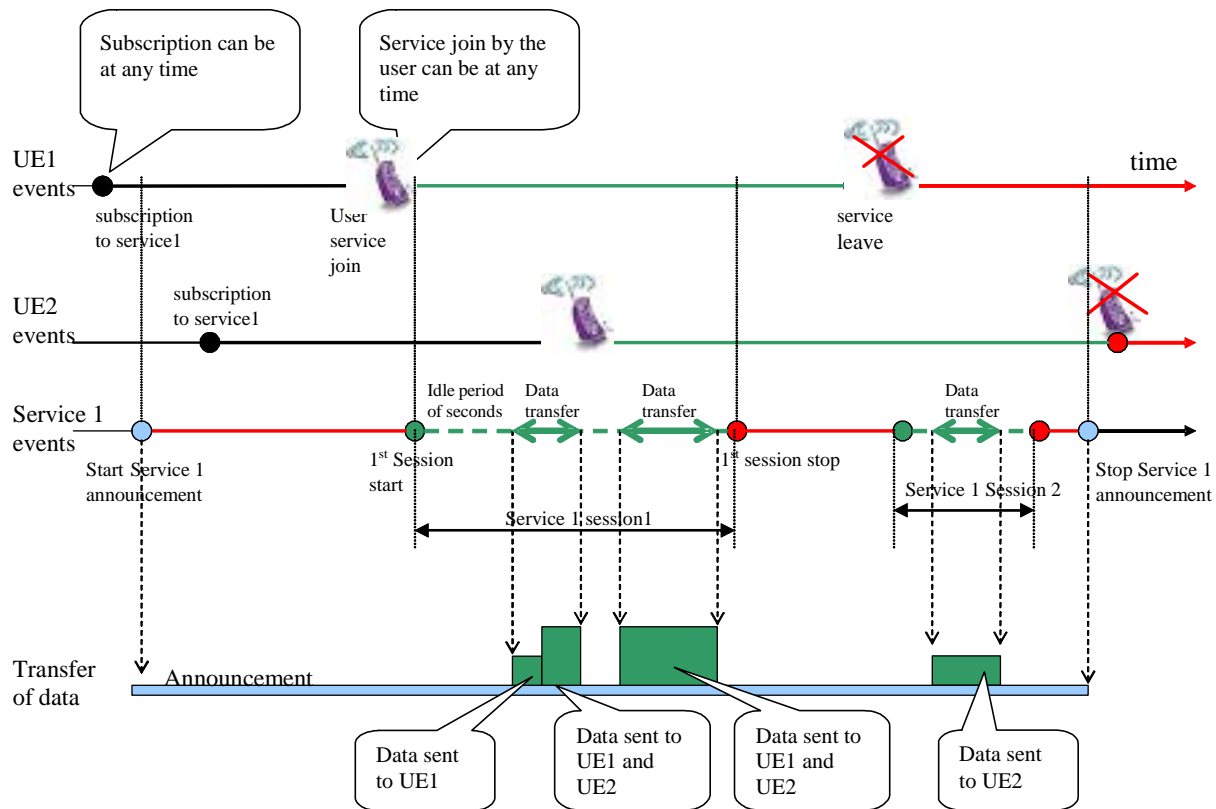 Subscription can be
at any time
Service join by the
user can be at any
time
UE1
events
time
subscription
to service1
User
service
join
service
leave
UE2
events
subscription
to service1
Service 1
events
Idle period
of seconds
Data
transfer
Data
transfer
Data
transfer
Start Service 1
announcement
1st Session
start
1st session stop
Stop Service 1
announcement
Service 1 session1
Service 1 Session 2
Transfer
of data
Announcement
Data sent
to UE1
Data sent to
UE1 and
UE2
Data sent to
UE1 and
UE2
Data sent
to UE2